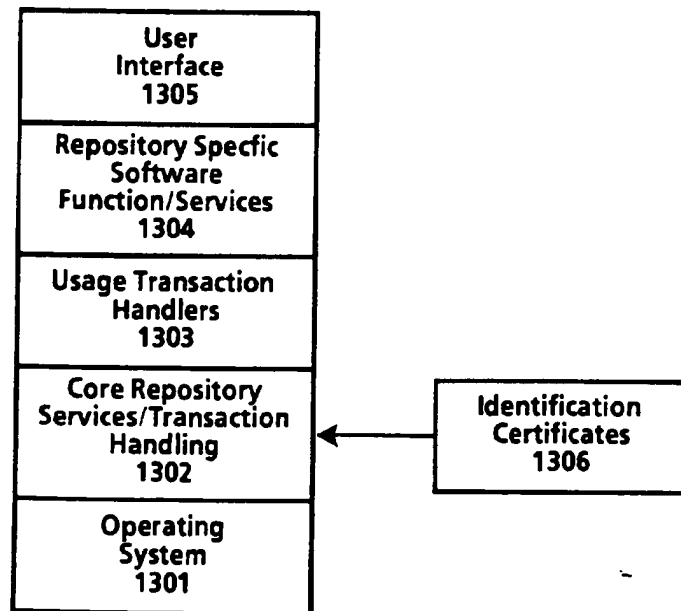 User
Interface
1305
Repository Specfic
Software
Function/Services
1304
Usage Transaction
Handlers
1303
Core Repository
Services/Transaction
Handling
1302
Identification
Certificates
1306
Operating
System
1301